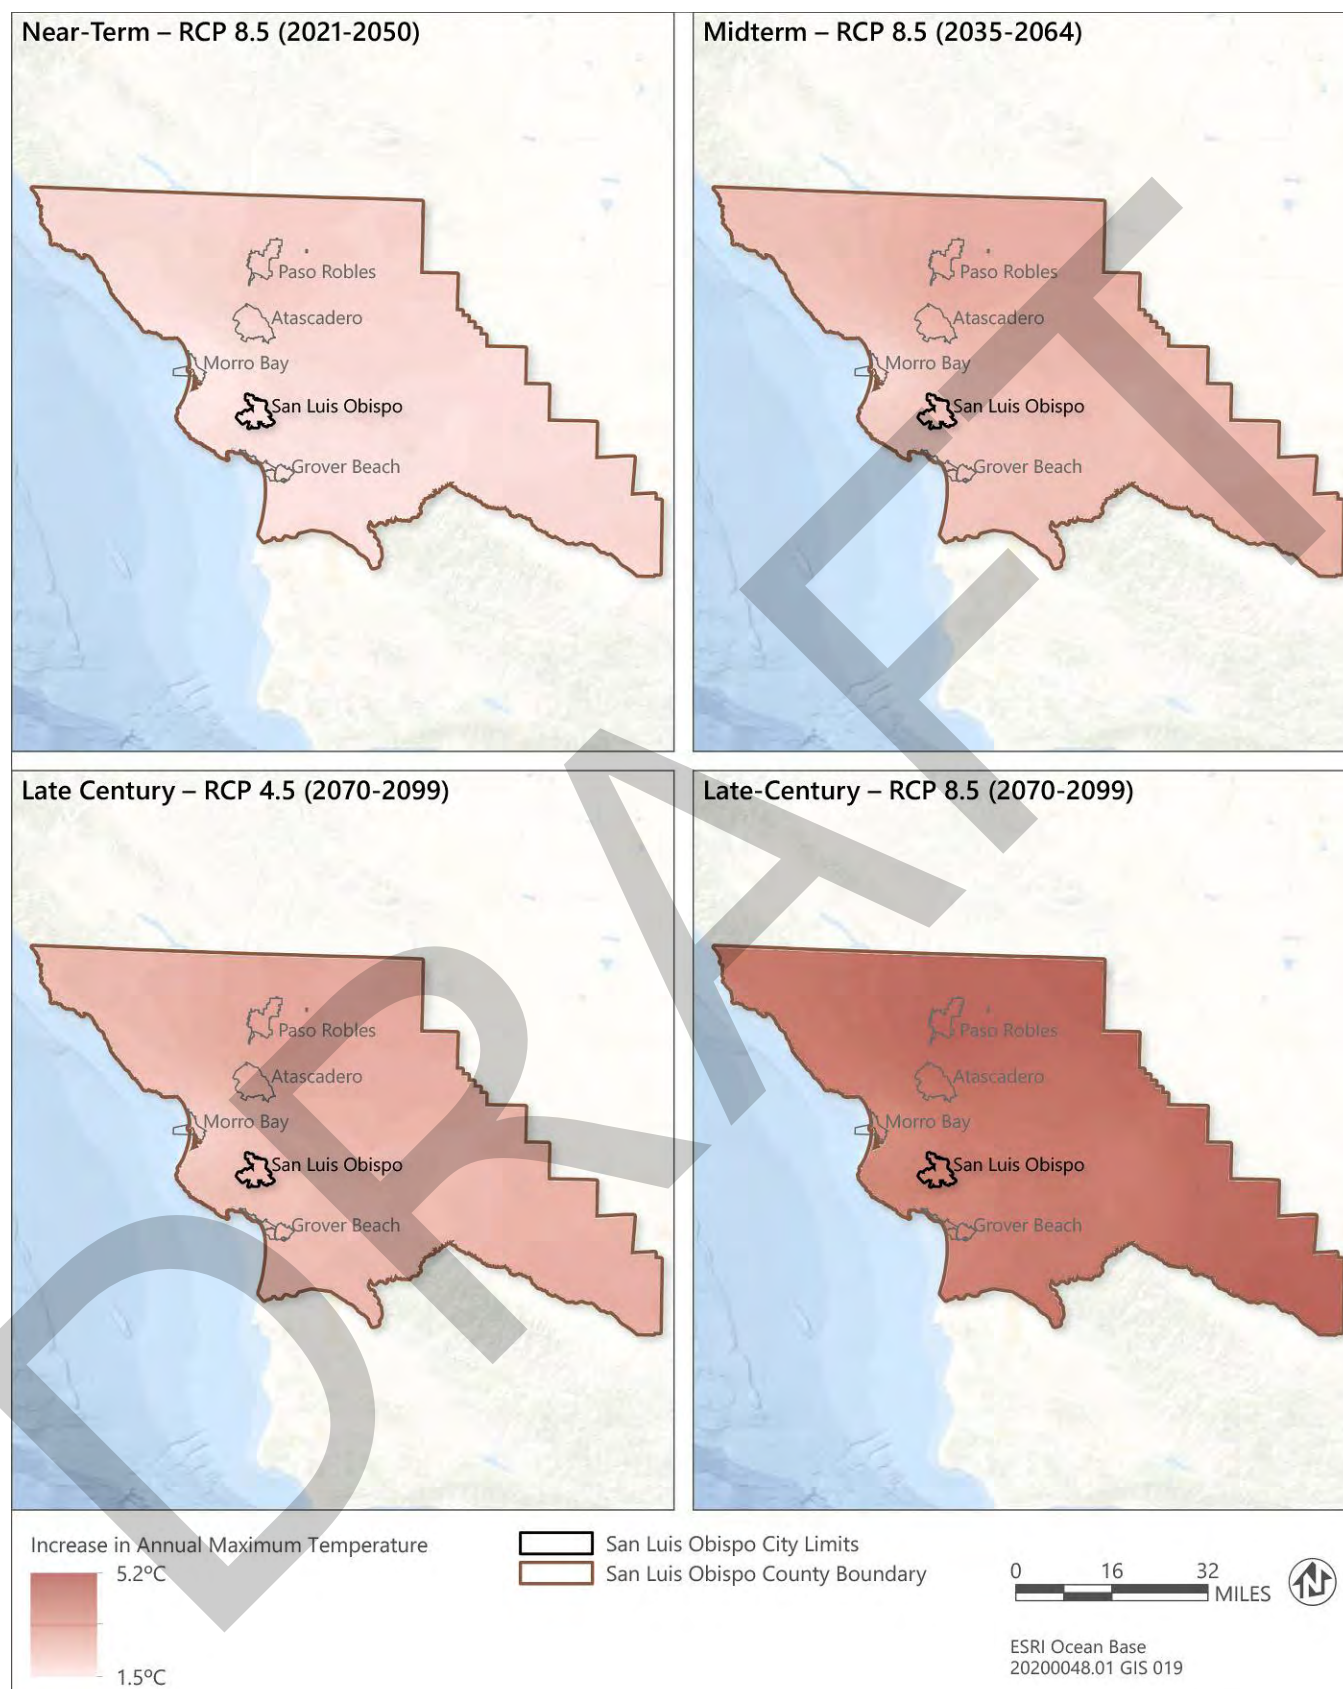 Near-Term – RCP 8.5 (2021-2050)
Paso Robles
Atascadero
Morro Bay
San Luis Obispo
Grover Beach
Midterm – RCP 8.5 (2035-2064)
Paso Robles
Atascadero
Morro Bay
San Luis Obispo
Grover Beach
Late Century – RCP 4.5 (2070-2099)
Paso Robles
Atascadero
Morro Bay
San Luis Obispo
Grover Beach
Late-Century – RCP 8.5 (2070-2099)
Paso Robles
Atascadero
Morro Bay
San Luis Obispo
Grover Beach
DRAFT
Increase in Annual Maximum Temperature
5.2ºC
1.5ºC
San Luis Obispo City Limits
San Luis Obispo County Boundary
0 16 32
MILES
N
ESRI Ocean Base
20200048.01 GIS 019